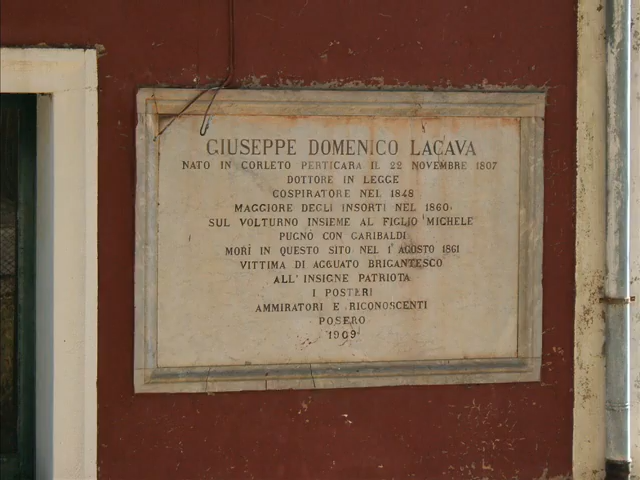 GIUSEPPE DOMENICO LACAVA
NATO IN CORLETO PERTICARA IL 22 NOVEMBRE 1807
DOTTORE IN LEGGE
COSPIRATORE NEL 1848
MAGGIORE DEGLI INSORTI NEL 1860
SUL VOLTURNO INSIEME AL FIGLIO MICHELE
PUGNÒ CON GARIBALDI
MORÌ IN QUESTO SITO NEL 1° AGOSTO 1861
VITTIMA DI AGGUATO BRIGANTESCO
ALL'INSIGNE PATRIOTA
I POSTERI
AMMIRATORI E RICONOSCENTI
POSERO
1909